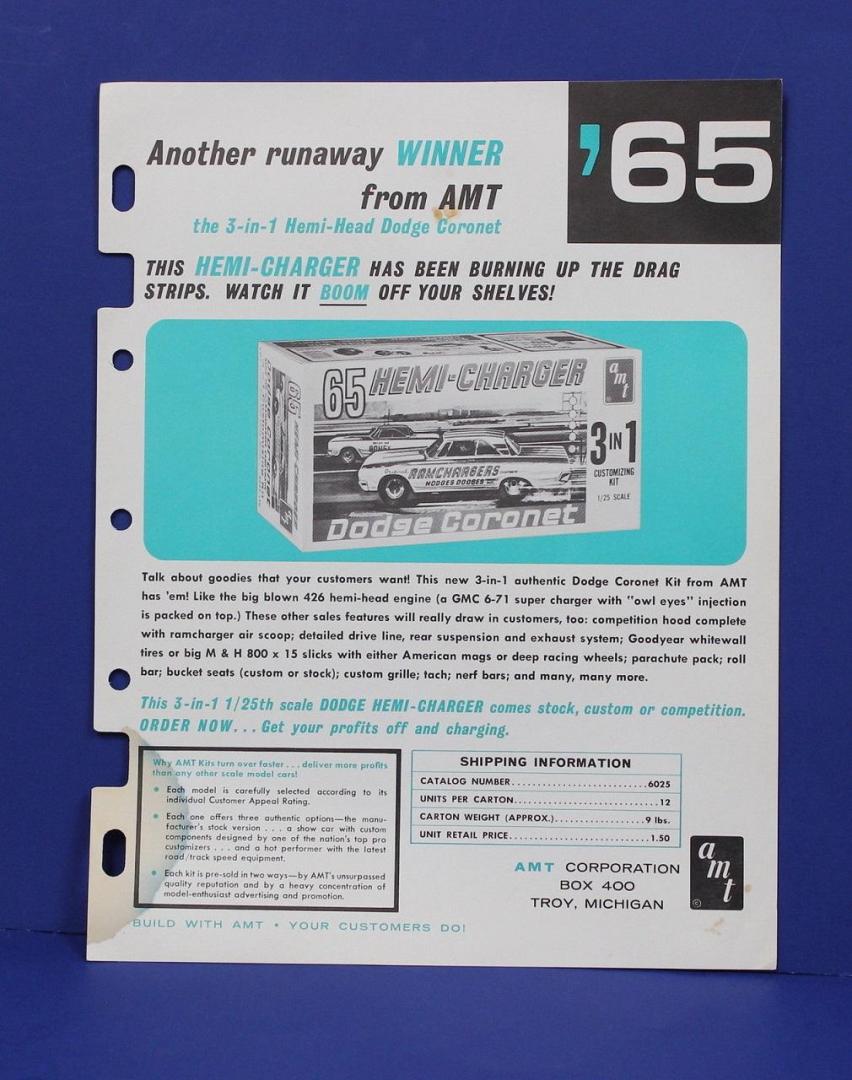 '65
Another runaway WINNER
from AMT
the 3-in-1 Hemi-Head Dodge Coronet
THIS HEMI-CHARGER HAS BEEN BURNING UP THE DRAG
STRIPS. WATCH IT BOOM OFF YOUR SHELVES!
65 HEMI-CHARGER
amt
65
3 IN 1
CUSTOMIZING
KIT
1/25 SCALE
RAMCHARGERS
HODGES DODGES
Dodge Coronet
Talk about goodies that your customers want! This new 3-in-1 authentic Dodge Coronet Kit from AMT
has 'em! Like the big blown 426 hemi-head engine (a GMC 6-71 super charger with "owl eyes" injection
is packed on top.) These other sales features will really draw in customers, too: competition hood complete
with ramcharger air scoop; detailed drive line, rear suspension and exhaust system; Goodyear whitewall
tires or big M & H 800 x 15 slicks with either American mags or deep racing wheels; parachute pack; roll
bar; bucket seats (custom or stock); custom grille; tach; nerf bars; and many, many more.
This 3-in-1 1/25th scale DODGE HEMI-CHARGER comes stock, custom or competition.
ORDER NOW... Get your profits off and charging.
Why AMT Kits turn over faster . . . deliver more profits
than any other scale model cars!
• Each model is carefully selected according to its
individual Customer Appeal Rating.
• Each one offers three authentic options—the manu-
facturer's stock version . . . a show car with custom
components designed by one of the nation's top pro
customizers . . . and a hot performer with the latest
road/track speed equipment.
• Each kit is pre-sold in two ways—by AMT's unsurpassed
quality reputation and by a heavy concentration of
model-enthusiast advertising and promotion.
SHIPPING INFORMATION
CATALOG NUMBER..........................6025
UNITS PER CARTON............................12
CARTON WEIGHT (APPROX.).................9 lbs.
UNIT RETAIL PRICE...........................1.50
AMT CORPORATION
BOX 400
TROY, MICHIGAN
amt
©
BUILD WITH AMT • YOUR CUSTOMERS DO!